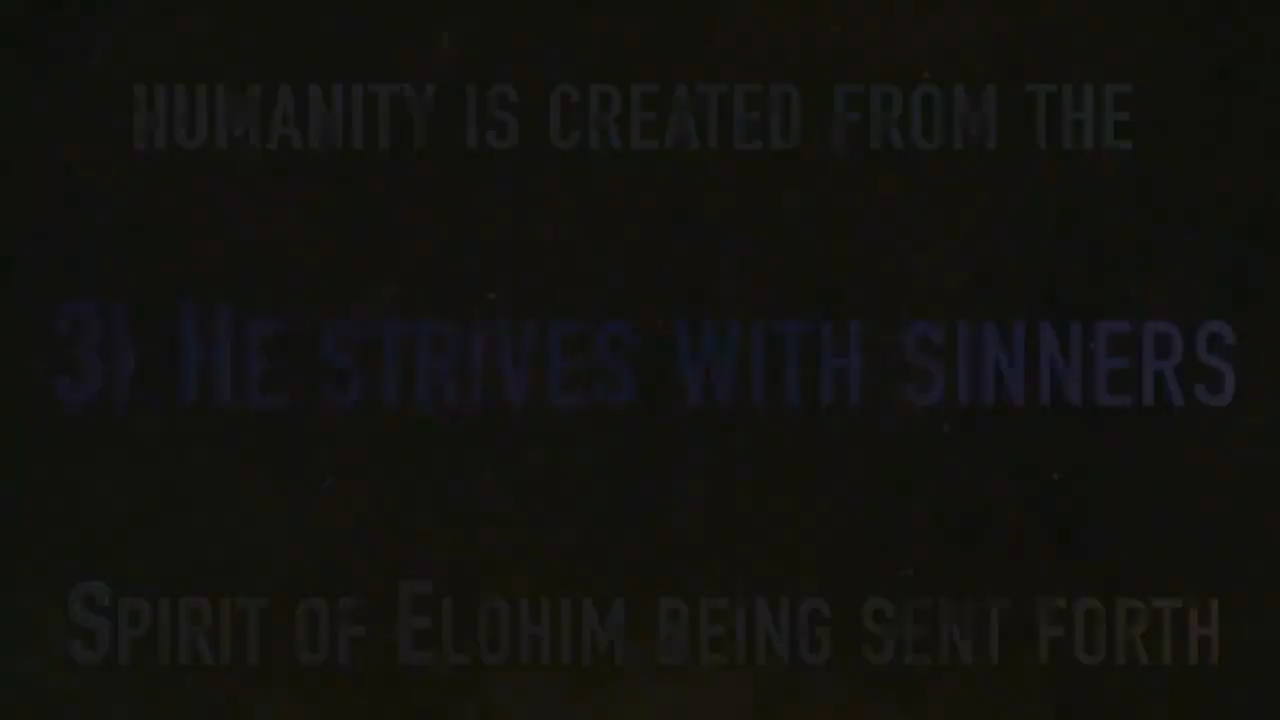 HUMANITY IS CREATED FROM THE
3). HE STRIVES WITH SINNERS
SPIRIT OF ELOHIM BEING SENT FORTH